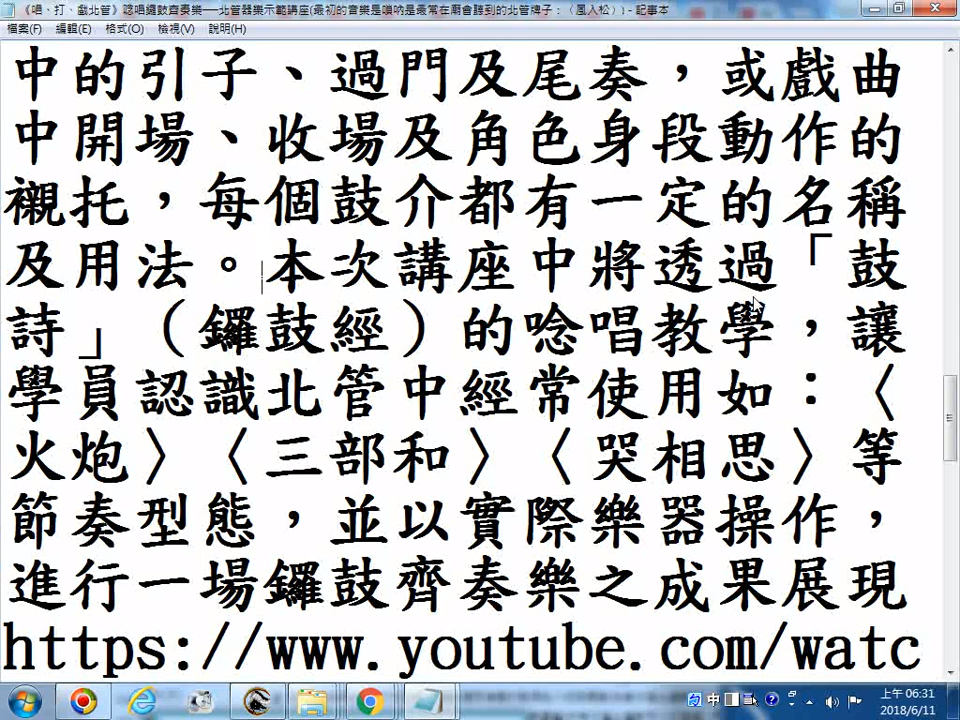 《唱、打、戲北管》唸唱鑼鼓齊奏樂──北管器樂示範講座(最初的音樂是嗩吶是最常在廟會聽到的北管牌子：〈風入松〉) - 記事本
檔案(F) 編輯(E) 格式(O) 檢視(V) 說明(H)
中的引子、過門及尾奏，或戲曲
中開場、收場及角色身段動作的
襯托，每個鼓介都有一定的名稱
及用法。本次講座中將透過「鼓
詩」（鑼鼓經）的唸唱教學，讓
學員認識北管中經常使用如：〈
火炮〉〈三部和〉〈哭相思〉等
節奏型態，並以實際樂器操作，
進行一場鑼鼓齊奏樂之成果展現
https://www.youtube.com/watc
中
上午 06:31
2018/6/11